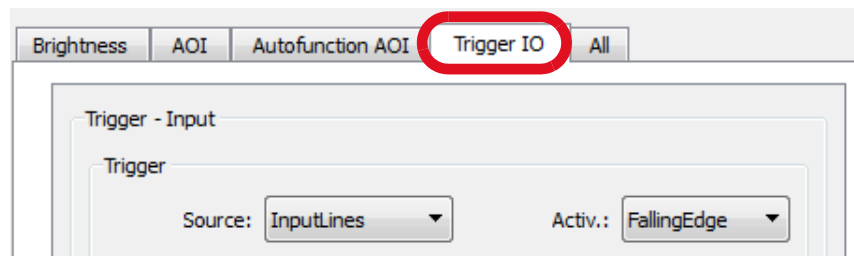 Brightness AOI Autofunction AOI Trigger IO All
Trigger - Input
Trigger
Source: InputLines Activ.: FallingEdge